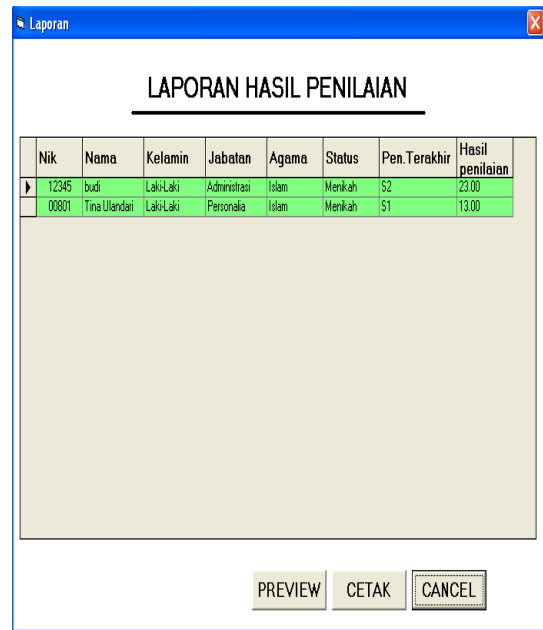 Laporan
LAPORAN HASIL PENILAIAN
Nik Nama Kelamin Jabatan Agama Status Pen.Terakhir Hasil penilaian
12345 budi Laki-Laki Administrasi Islam Menikah S2 23.00
00801 Tina Ulandari Laki-Laki Personalia Islam Menikah S1 13.00
PREVIEW CETAK CANCEL